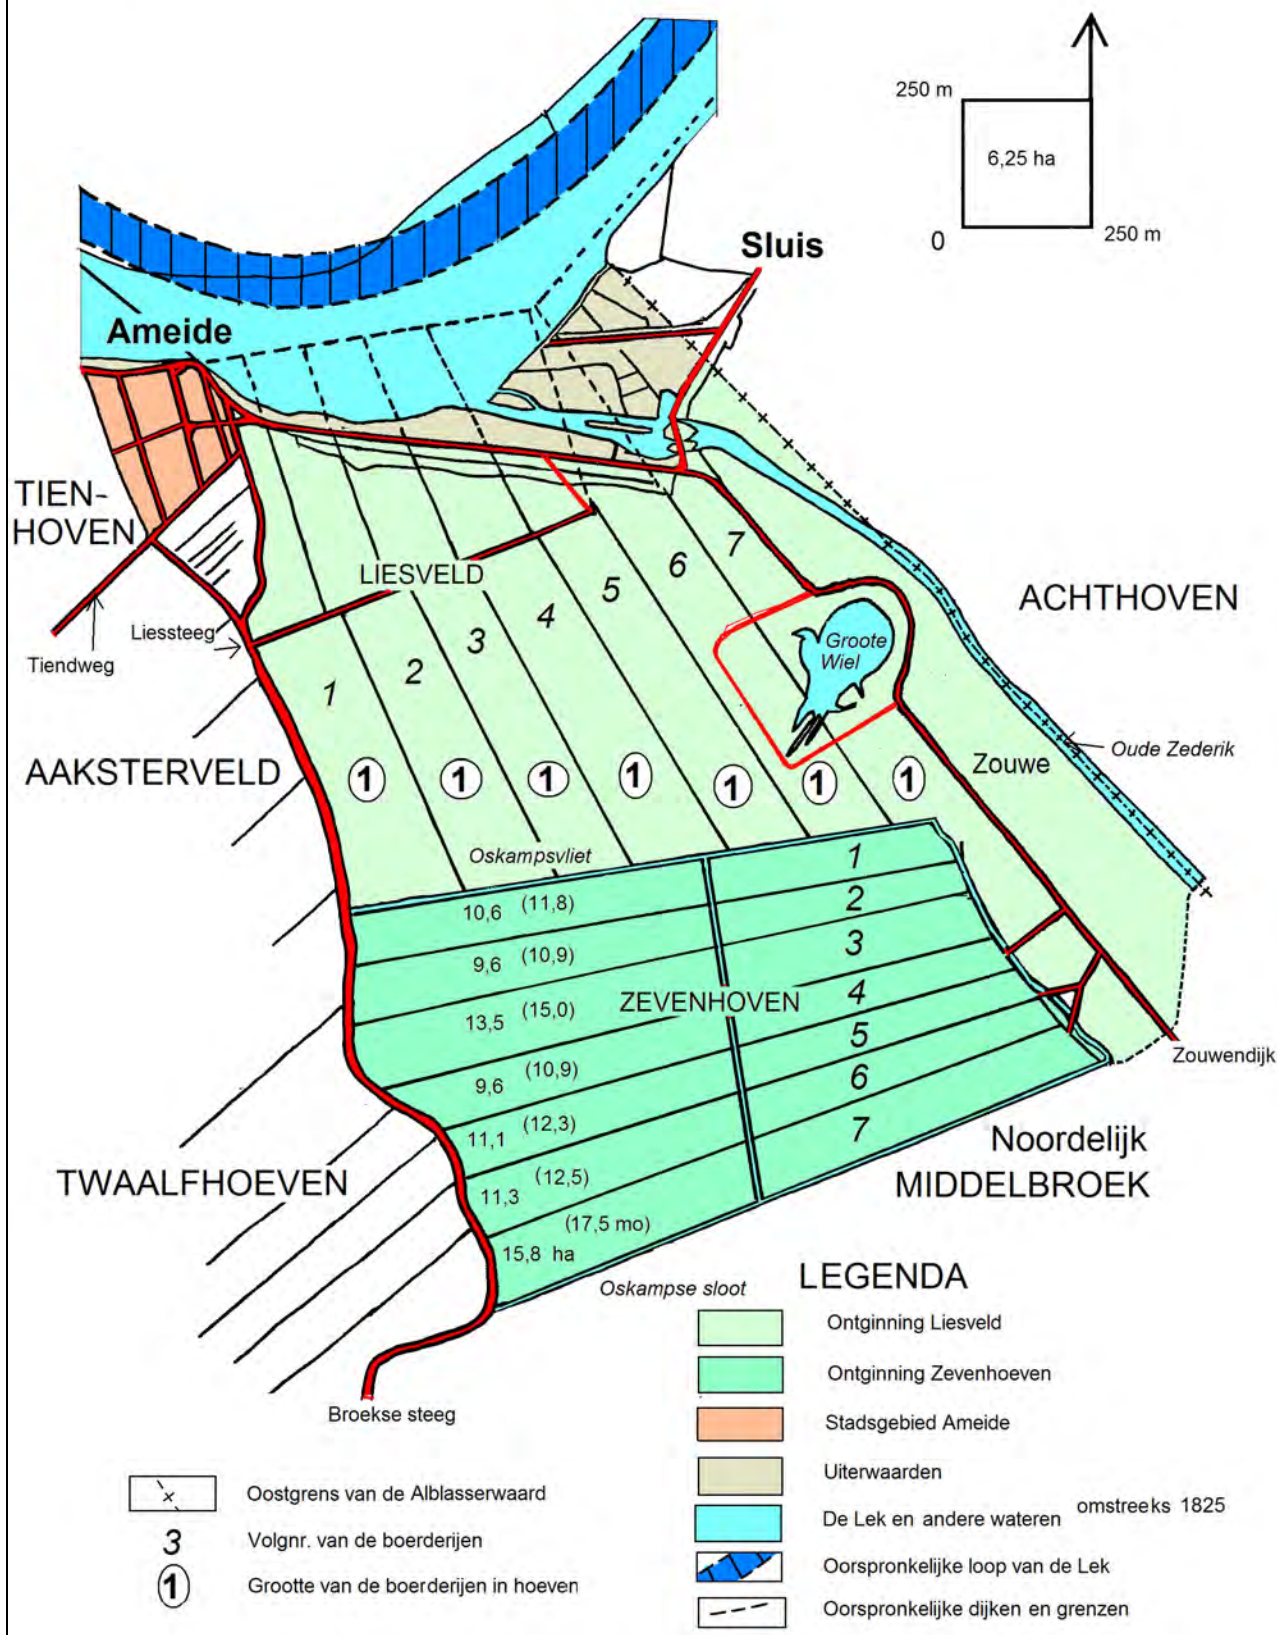 250 m
6,25 ha
0
250 m
Sluis
Ameide
TIEN-
HOVEN
7
6
5
4
3
2
1
LIESVELD
Liessteeg
Tiendweg
Groote
Wiel
ACHTHOVEN
Oude Zederik
Zouwe
AAKSTERVELD
1 1 1 1 1 1 1
Oskampsvliet
1
2
3
4
5
6
7
10,6 (11,8)
9,6 (10,9)
13,5 (15,0)
9,6 (10,9)
11,1 (12,3)
11,3 (12,5)
(17,5 mo)
15,8 ha
ZEVENHOVEN
Zouwendijk
Noordelijk
MIDDELBROEK
TWAALFHOEVEN
Oskampse sloot
Broekse steeg
LEGENDA
Ontginning Liesveld
Ontginning Zevenhoeven
Stadsgebied Ameide
Uiterwaarden
De Lek en andere wateren omstreeks 1825
Oorspronkelijke loop van de Lek
Oorspronkelijke dijken en grenzen
Oostgrens van de Alblasserwaard
3 Volgnr. van de boerderijen
1 Grootte van de boerderijen in hoeven